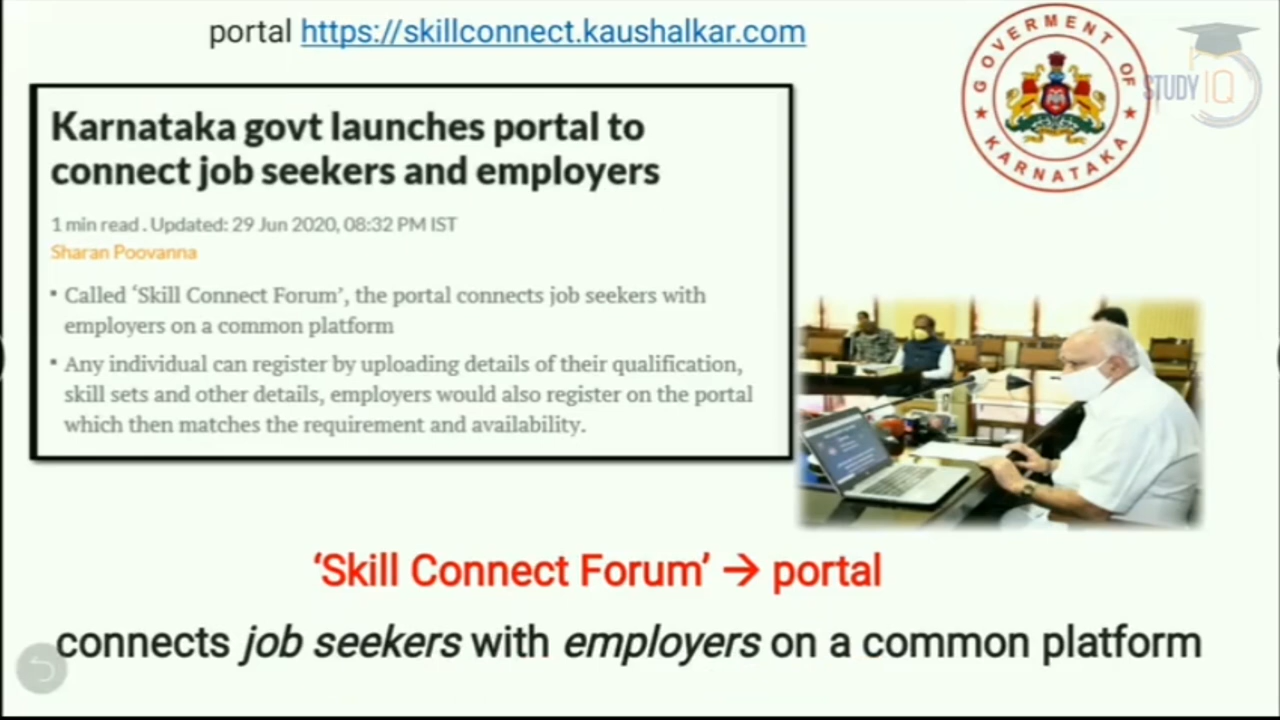 portal https://skillconnect.kaushalkar.com
GOVERMENT OF
KARNATAKA
STUDY IQ
Karnataka govt launches portal to
connect job seekers and employers
1 min read . Updated: 29 Jun 2020, 08:32 PM IST
Sharan Poovanna
▪ Called ‘Skill Connect Forum’, the portal connects job seekers with
employers on a common platform
▪ Any individual can register by uploading details of their qualification,
skill sets and other details, employers would also register on the portal
which then matches the requirement and availability.
‘Skill Connect Forum’ → portal
connects job seekers with employers on a common platform